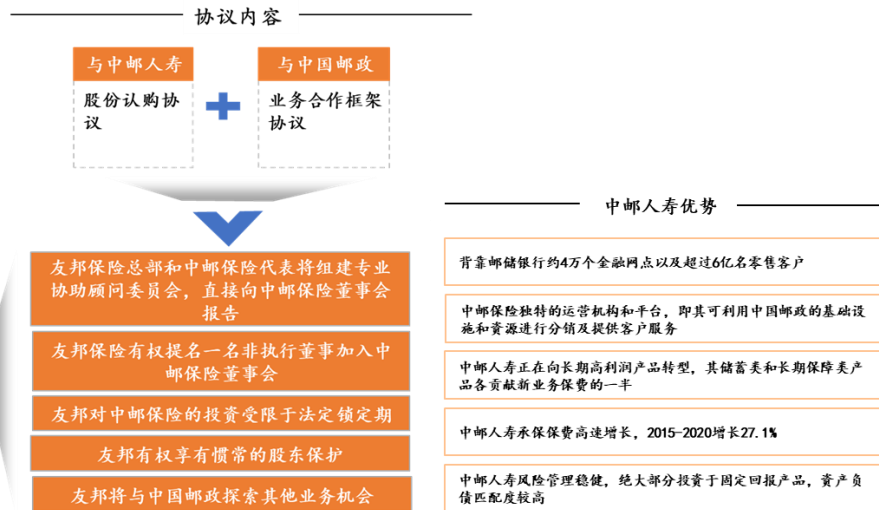 协议内容
与中邮人寿
与中国邮政
股份认购协
议
业务合作框架
协议
友邦保险总部和中邮保险代表将组建专业
协助顾问委员会，直接向中邮保险董事会
报告
友邦保险有权提名一名非执行董事加入中
邮保险董事会
友邦对中邮保险的投资受限于法定锁定期
友邦有权享有惯常的股东保护
友邦将与中国邮政探索其他业务机会
中邮人寿优势
背靠邮储银行约4万个金融网点以及超过6亿名零售客户
中邮保险独特的运营机构和平台，即其可利用中国邮政的基础设
施和资源进行分销及提供客户服务
中邮人寿正在向长期高利润产品转型，其储蓄类和长期保障类产
品各贡献新业务保费的一半
中邮人寿承保保费高速增长，2015-2020增长27.1%
中邮人寿风险管理稳健，绝大部分投资于固定回报产品，资产负
债匹配度较高